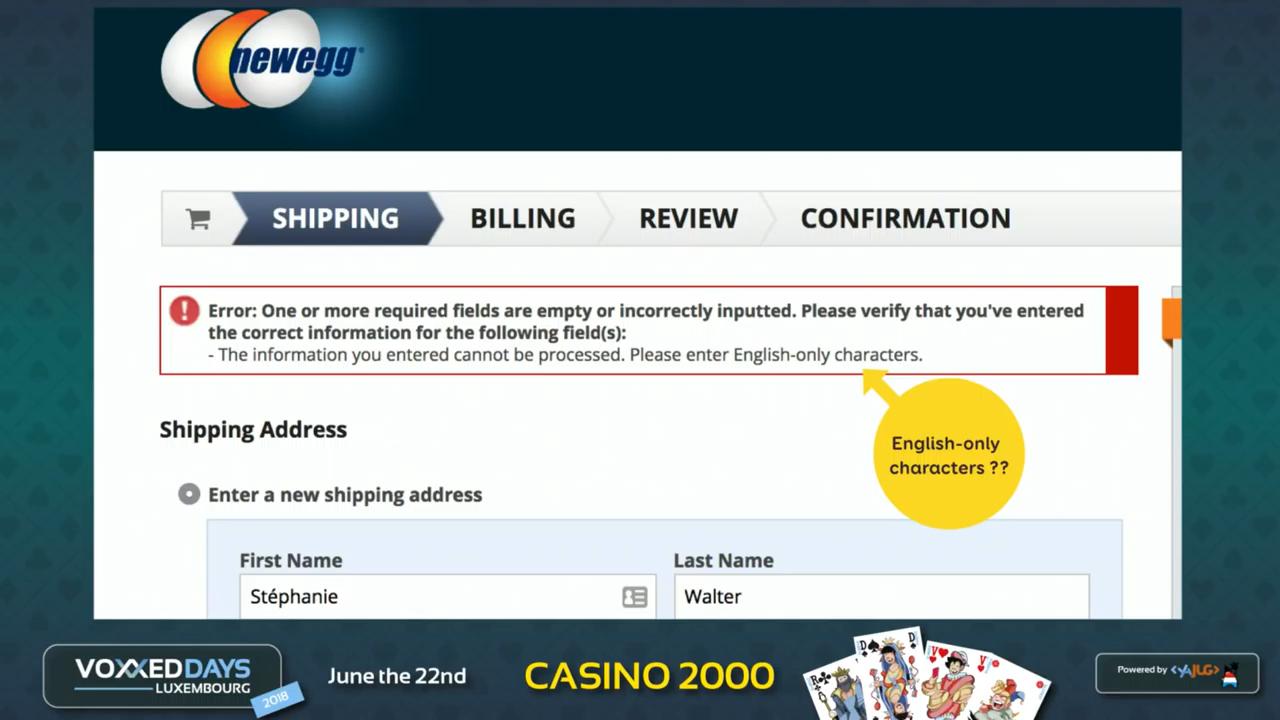 newegg
SHIPPING
BILLING
REVIEW
CONFIRMATION
Error: One or more required fields are empty or incorrectly inputted. Please verify that you've entered
the correct information for the following field(s):
- The information you entered cannot be processed. Please enter English-only characters.
English-only
characters ??
Shipping Address
Enter a new shipping address
First Name
Last Name
Stéphanie
Walter
VOXXED DAYS
LUXEMBOURG
2018
June the 22nd
CASINO 2000
R
D
D
V
V
Powered by <YAJUG>